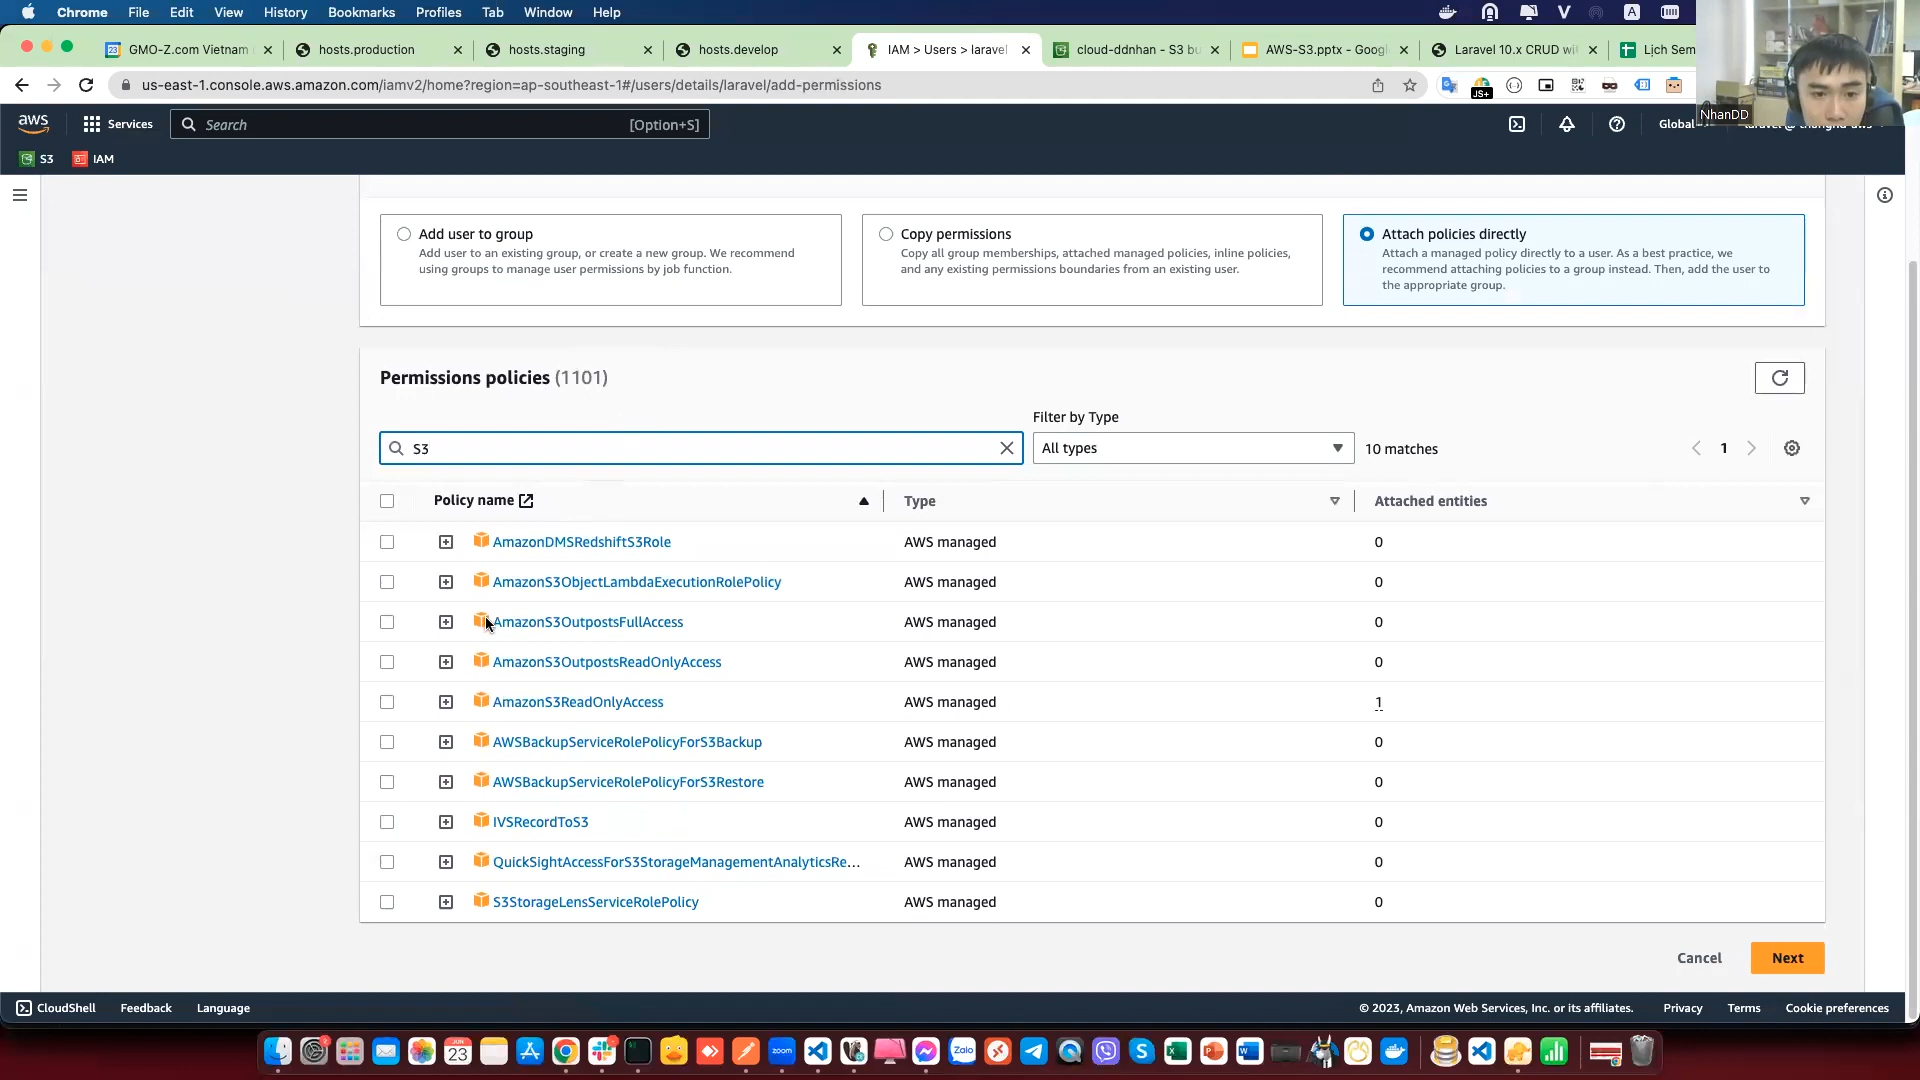 Chrome File Edit View History Bookmarks Profiles Tab Window Help
GMO-Z.com Vietnam
hosts.production
hosts.staging
hosts.develop
IAM > Users > laravel
cloud-ddnhan - S3 bu
AWS-S3.pptx - Googl
Laravel 10.x CRUD wi
Lịch Sem
us-east-1.console.aws.amazon.com/iamv2/home?region=ap-southeast-1#/users/details/laravel/add-permissions
JS+
NhanDD
aws Services Search [Option+S] Global
S3 IAM
Add user to group
Add user to an existing group, or create a new group. We recommend
using groups to manage user permissions by job function.
Copy permissions
Copy all group memberships, attached managed policies, inline policies,
and any existing permissions boundaries from an existing user.
Attach policies directly
Attach a managed policy directly to a user. As a best practice, we
recommend attaching policies to a group instead. Then, add the user to
the appropriate group.
Permissions policies (1101)
Filter by Type
S3 All types 10 matches 1
Policy name Type Attached entities
AmazonDMSRedshiftS3Role AWS managed 0
AmazonS3ObjectLambdaExecutionRolePolicy AWS managed 0
AmazonS3OutpostsFullAccess AWS managed 0
AmazonS3OutpostsReadOnlyAccess AWS managed 0
AmazonS3ReadOnlyAccess AWS managed 1
AWSBackupServiceRolePolicyForS3Backup AWS managed 0
AWSBackupServiceRolePolicyForS3Restore AWS managed 0
IVSRecordToS3 AWS managed 0
QuickSightAccessForS3StorageManagementAnalyticsRe... AWS managed 0
S3StorageLensServiceRolePolicy AWS managed 0
Cancel Next
CloudShell Feedback Language © 2023, Amazon Web Services, Inc. or its affiliates. Privacy Terms Cookie preferences
JUN
23
zoom
Zalo